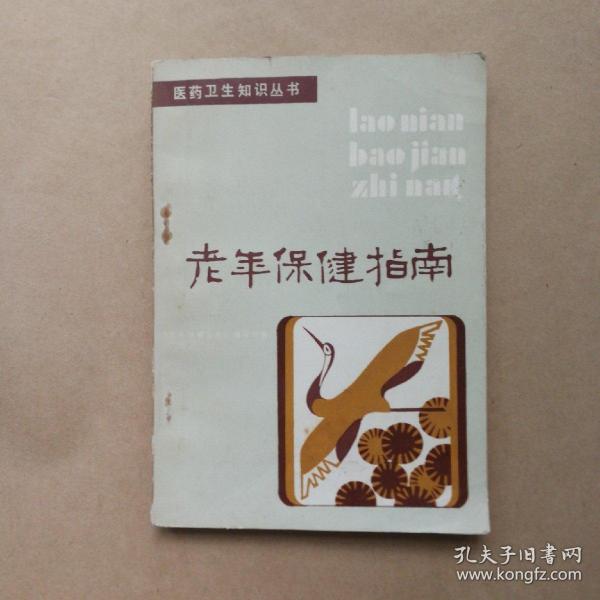 医药卫生知识丛书
lao nian
bao jian
zhi nan
老年保健指南
孔夫子旧書网
www.kongfz.com